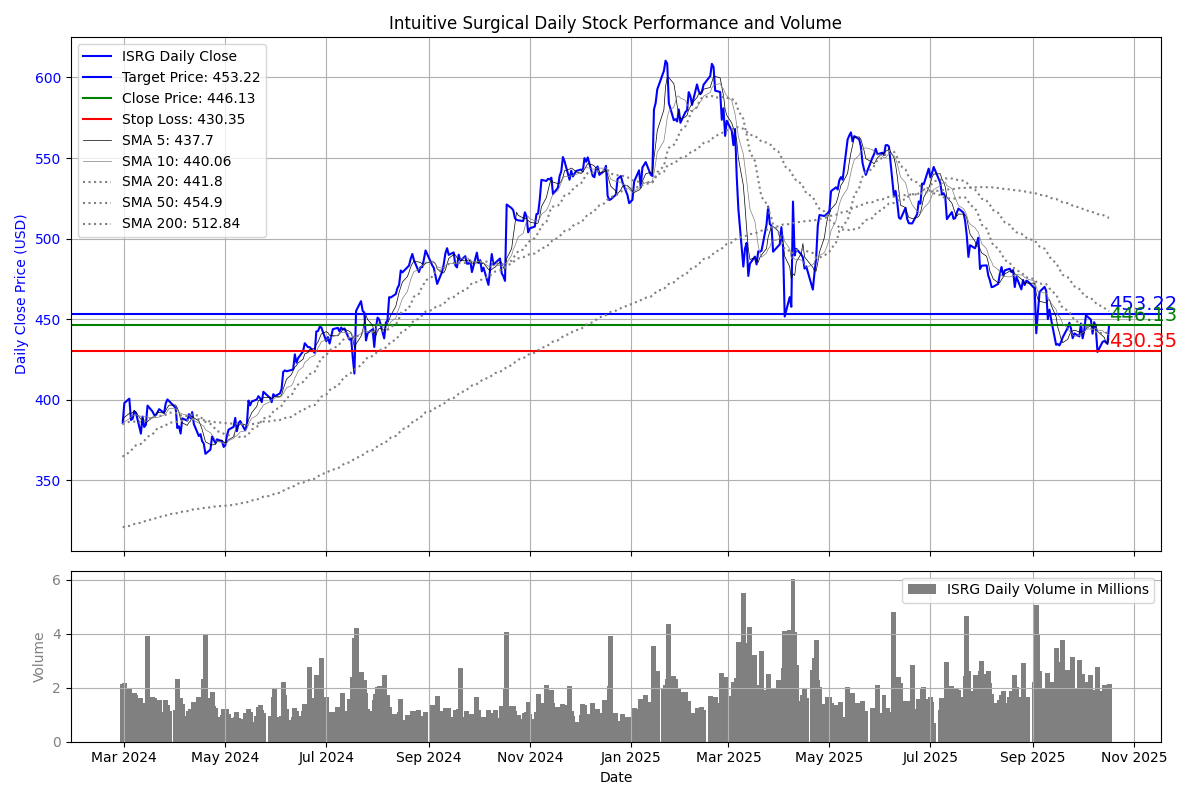 Intuitive Surgical Daily Stock Performance and Volume
ISRG Daily Close
Target Price: 453.22
Close Price: 446.13
Stop Loss: 430.35
SMA 5: 437.7
SMA 10: 440.06
SMA 20: 441.8
SMA 50: 454.9
SMA 200: 512.84
600
550
500
450
400
350
Daily Close Price (USD)
453.22
446.13
430.35
ISRG Daily Volume in Millions
6
4
2
0
Volume
Mar 2024 May 2024 Jul 2024 Sep 2024 Nov 2024 Jan 2025 Mar 2025 May 2025 Jul 2025 Sep 2025 Nov 2025
Date